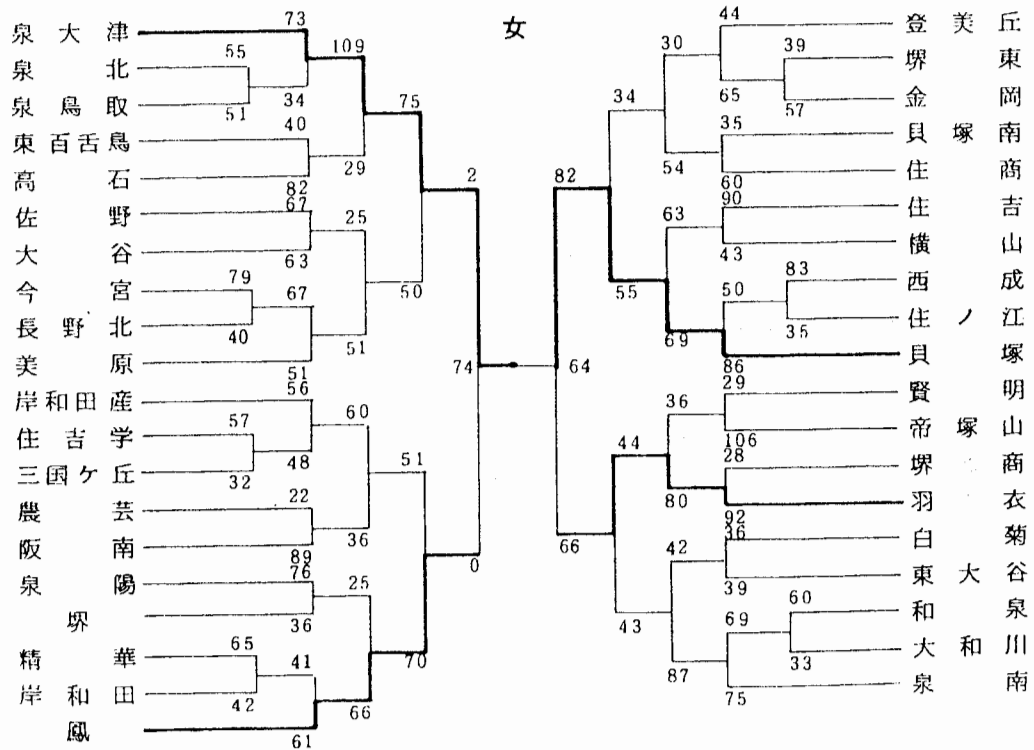 女
泉大津
泉北
泉鳥取
東百舌鳥
高石
佐野
大谷
今宮
長野北
美原
岸和田産
住吉学
三国ケ丘
農芸
阪南
泉陽
堺
精華
岸和田
鳳
73
55
51
34
109
40
82
29
75
67
63
25
79
40
67
51
51
50
2
74
56
57
32
48
60
22
89
36
51
76
36
25
65
42
41
61
66
70
0
登美丘
堺東
金岡
貝塚南
住商
住吉
横山
西成
住ノ江
貝塚
賢明
帝塚山
堺商
羽衣
白菊
東大谷
和泉
大和川
泉南
44
39
57
65
30
35
60
54
34
90
43
63
83
35
50
86
69
55
82
64
29
106
36
28
92
80
44
36
39
42
60
33
69
75
87
43
66